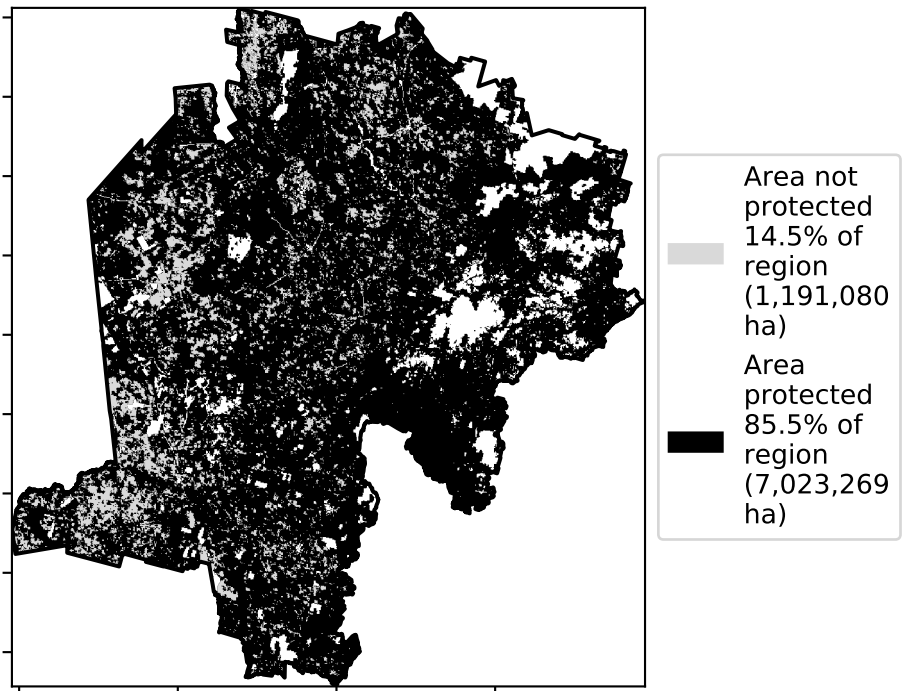 Area not
protected
14.5% of
region
(1,191,080
ha)
Area
protected
85.5% of
region
(7,023,269
ha)